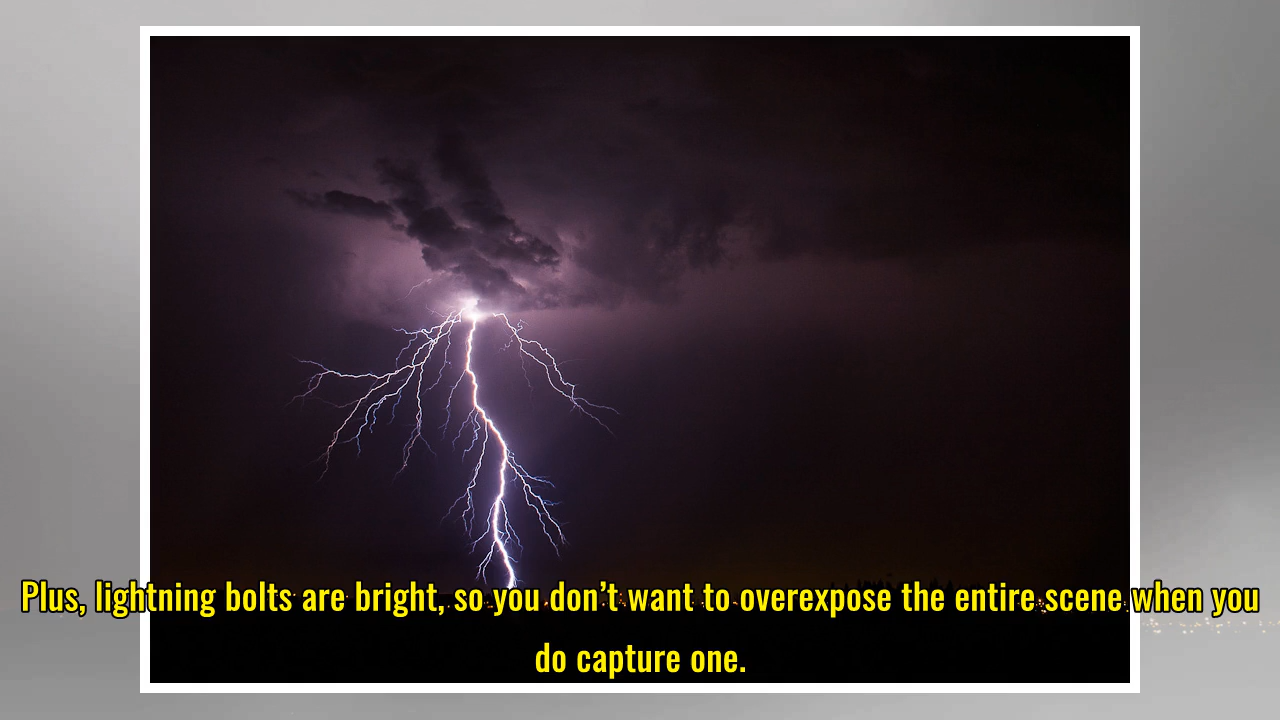 Plus, lightning bolts are bright, so you don’t want to overexpose the entire scene when you
do capture one.